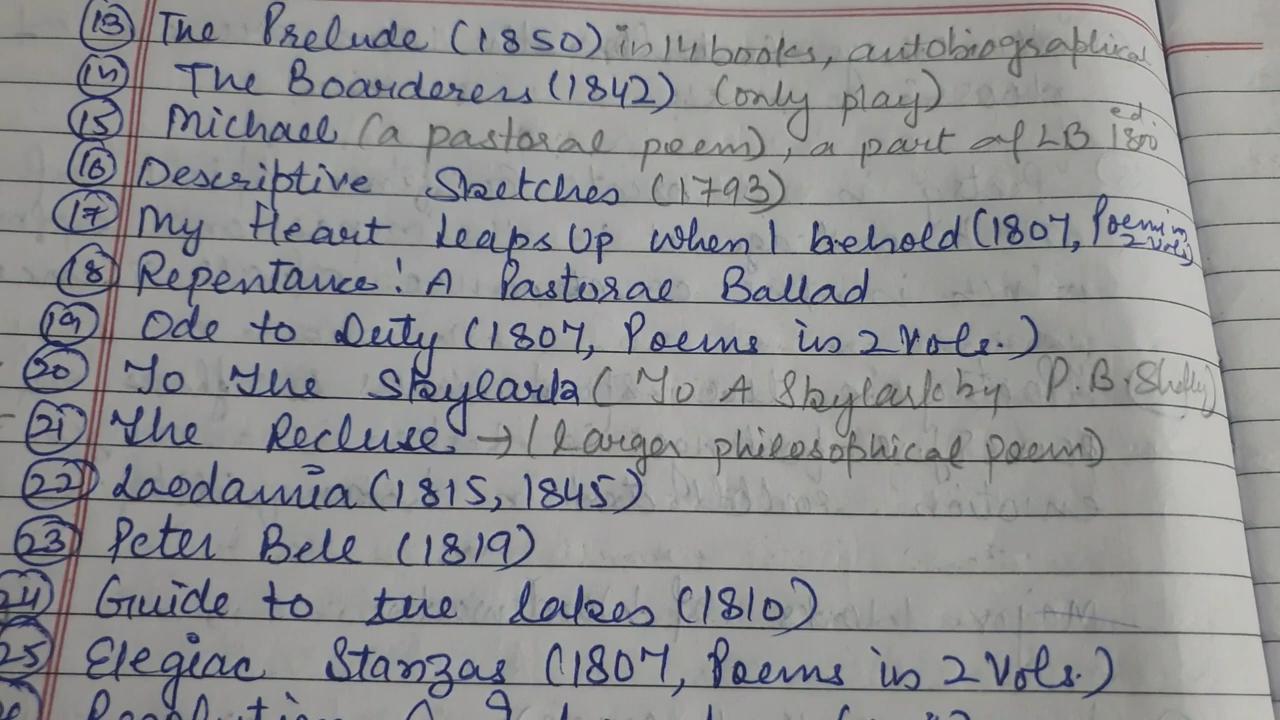 (13) The Prelude (1850) in 14 books, autobiographical
(14) The Boarderers (1842) (only play)
(15) Michael (a pastoral poem), a part of LB 1800 ed.
(16) Descriptive Sketches (1793)
(17) My Heart Leaps Up when I behold (1807, Poems in 2 Vols)
(18) Repentance: A Pastoral Ballad
(19) Ode to Duty (1807, Poems in 2 Vols.)
(20) To The Skylark (To A Skylark by P.B. Shelly)
(21) The Recluse → (Larger philosophical poem)
(22) Laodamia (1815, 1845)
(23) Peter Bell (1819)
(24) Guide to the Lakes (1810)
(25) Elegiac Stanzas (1807, Poems in 2 Vols.)